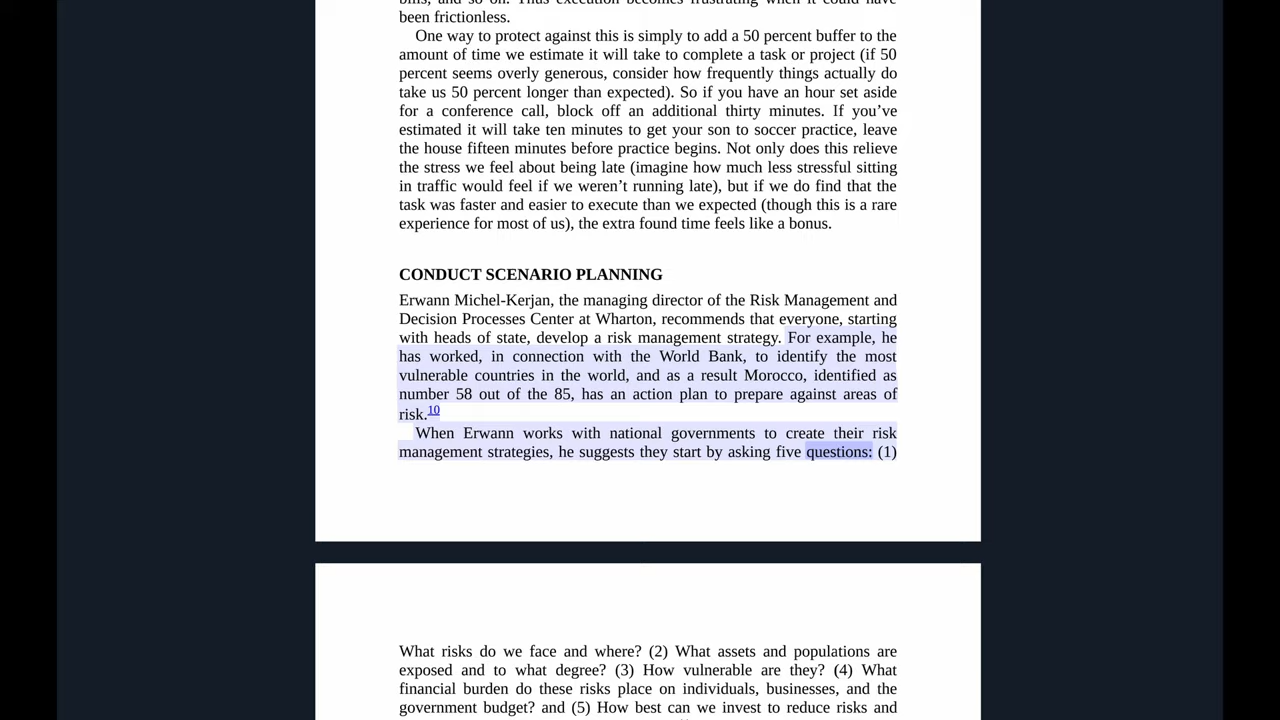 bills, and so on. Thus execution becomes frustrating when it could have
been frictionless.
One way to protect against this is simply to add a 50 percent buffer to the
amount of time we estimate it will take to complete a task or project (if 50
percent seems overly generous, consider how frequently things actually do
take us 50 percent longer than expected). So if you have an hour set aside
for a conference call, block off an additional thirty minutes. If you’ve
estimated it will take ten minutes to get your son to soccer practice, leave
the house fifteen minutes before practice begins. Not only does this relieve
the stress we feel about being late (imagine how much less stressful sitting
in traffic would feel if we weren’t running late), but if we do find that the
task was faster and easier to execute than we expected (though this is a rare
experience for most of us), the extra found time feels like a bonus.
CONDUCT SCENARIO PLANNING
Erwann Michel-Kerjan, the managing director of the Risk Management and
Decision Processes Center at Wharton, recommends that everyone, starting
with heads of state, develop a risk management strategy. For example, he
has worked, in connection with the World Bank, to identify the most
vulnerable countries in the world, and as a result Morocco, identified as
number 58 out of the 85, has an action plan to prepare against areas of
risk.10
When Erwann works with national governments to create their risk
management strategies, he suggests they start by asking five questions: (1)
What risks do we face and where? (2) What assets and populations are
exposed and to what degree? (3) How vulnerable are they? (4) What
financial burden do these risks place on individuals, businesses, and the
government budget? and (5) How best can we invest to reduce risks and